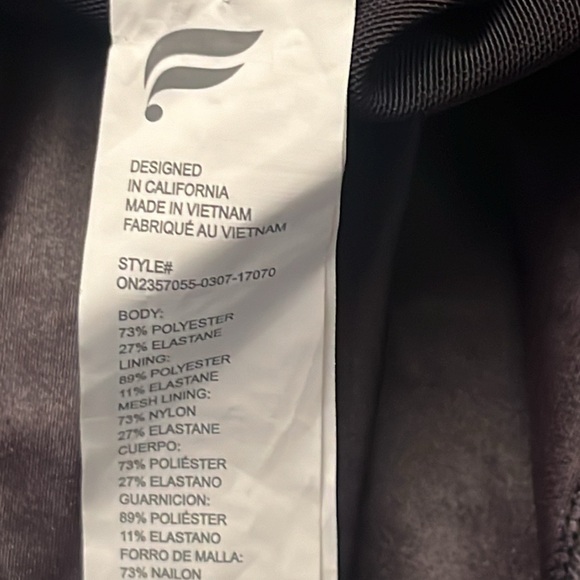 DESIGNED
IN CALIFORNIA
MADE IN VIETNAM
FABRIQUÉ AU VIETNAM
STYLE#
ON2357055-0307-17070
BODY:
73% POLYESTER
27% ELASTANE
LINING:
89% POLYESTER
11% ELASTANE
MESH LINING:
73% NYLON
27% ELASTANE
CUERPO:
73% POLIÉSTER
27% ELASTANO
GUARNICION:
89% POLIÉSTER
11% ELASTANO
FORRO DE MALLA:
73% NAILON